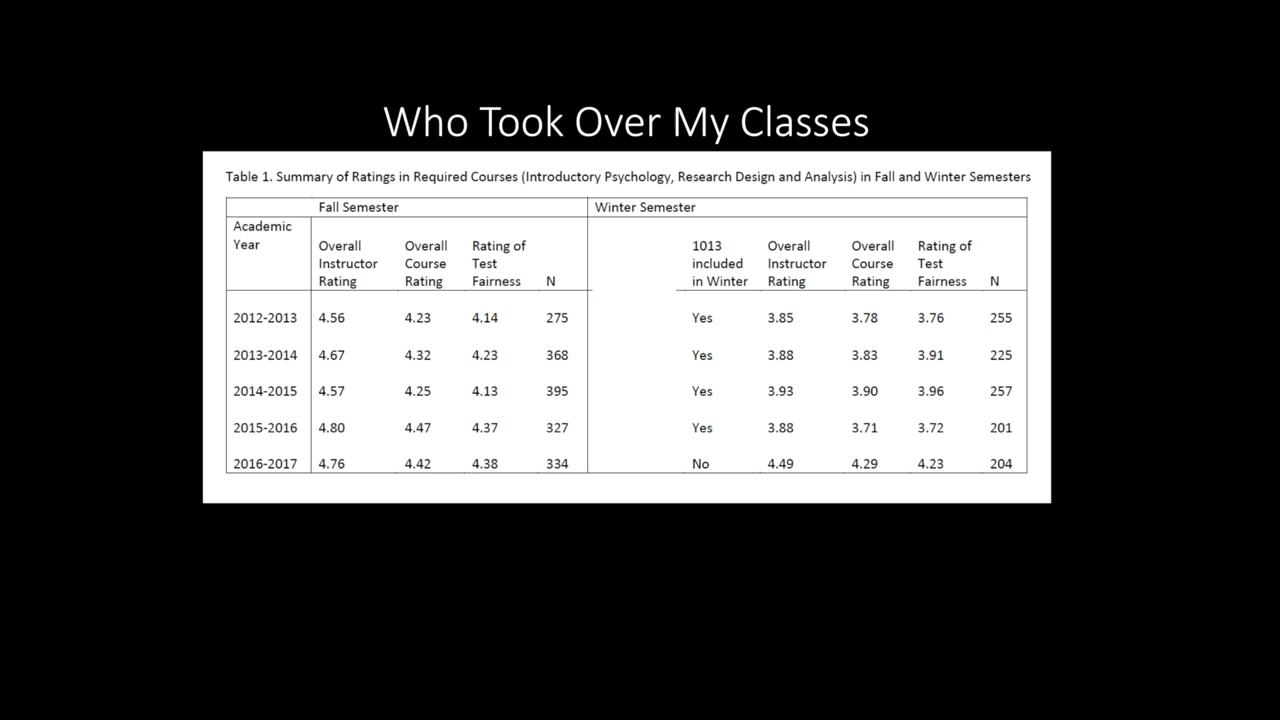 Who Took Over My Classes
Table 1. Summary of Ratings in Required Courses (Introductory Psychology, Research Design and Analysis) in Fall and Winter Semesters
Fall Semester Winter Semester
Academic Year Overall Instructor Rating Overall Course Rating Rating of Test Fairness N 1013 included in Winter Overall Instructor Rating Overall Course Rating Rating of Test Fairness N
2012-2013 4.56 4.23 4.14 275 Yes 3.85 3.78 3.76 255
2013-2014 4.67 4.32 4.23 368 Yes 3.88 3.83 3.91 225
2014-2015 4.57 4.25 4.13 395 Yes 3.93 3.90 3.96 257
2015-2016 4.80 4.47 4.37 327 Yes 3.88 3.71 3.72 201
2016-2017 4.76 4.42 4.38 334 No 4.49 4.29 4.23 204